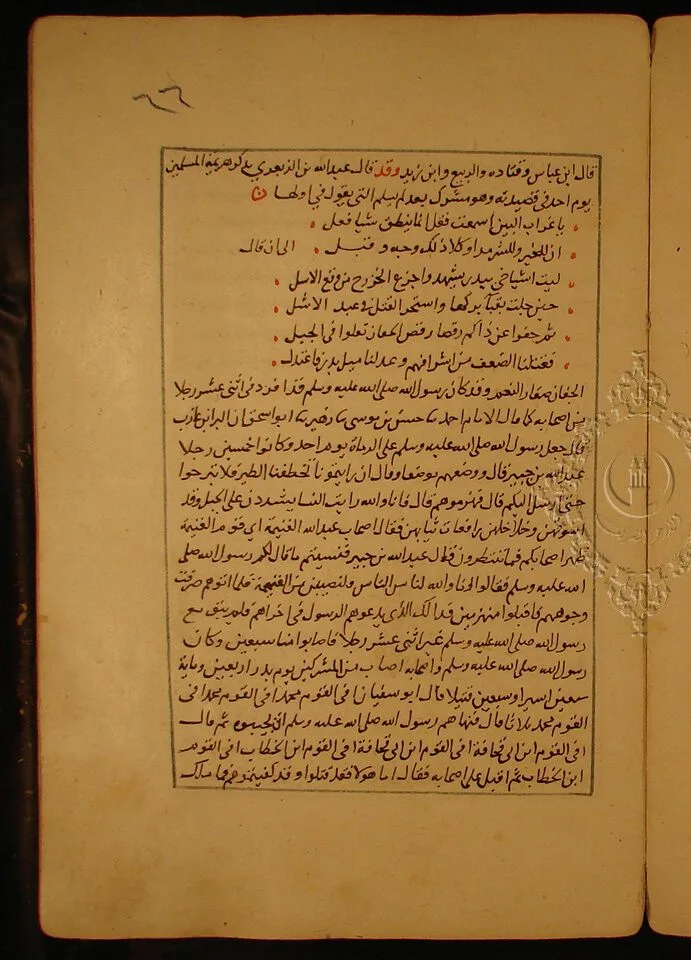 ٦٦
قال ابن عباس وقتاده والربيع وابن زيد وقد قال عبدالله بن الزبعري يذكر هزيمة المسلمين
يوم احد في قصيدته وهو مشرك بعد لم يسلم التي يقول في اولها
يا غراب البين اسمعت فقل انما ينطق شيا فعل
ان للخير وللشر مدا وكلا ذلك وجه وقبل الى ان قال
ليت اشياخي ببدر شهدوا جزع الخزرج من وقع الاسل
حين حلت بقبآ بركها واستحر القتل في عبد الاشل
ثم خفوا عن ذاكم رقصا رقص الحفان تعلوا في الجبل
فقتلنا الضعف من اشرافهم وعدلنا ميل بدر فاعتدل
الحفان صغار النعم وقد كان رسول الله صلى الله عليه وسلم قد افرد في اثنى عشر رجلا
من اصحابه كما قال الامام احمد ثنا حسن بن موسى ثنا زهير ثنا ابو اسحق ان البرا بن عازب
قال جعل رسول الله صلى الله عليه وسلم على الرماة يوم احد وكانوا خمسين رجلا
عبدالله بن جبير قال ووضعهم موضعا وقال ان رايتمونا تخطفنا الطير فلا تبرحوا
حتى ارسل اليكم قال فهزموهم قال فانا والله رايت النسا يشتددن على الجبل وقد
اسوقهن وخلاخلهن رافعات ثيابهن فقال اصحاب عبدالله الغنيمة اي قوم الغنيمة
ظهر اصحابكم فما تنتظرون قال عبدالله بن جبير فنسيتم ما قال لكم رسول الله صلى
الله عليه وسلم فقالوا انا والله لناتين الناس فلنصيبن من الغنيمة فلما اتوهم صرفت
وجوههم فاقبلوا منهزمين فذلك الذي يدعوهم الرسول في اخراهم فلم يبق مع
رسول الله صلى الله عليه وسلم غير اثنى عشر رجلا فاصابوا منا سبعين وكان
رسول الله صلى الله عليه وسلم واصحابه اصاب من المشركين يوم بدر اربعين وماية
سبعين اسيرا وسبعين قتيلا قال ابو سفيان افي القوم محمد افي القوم محمد افي
القوم محمد ثلاثا قال فنهاهم رسول الله صلى الله عليه وسلم ان يجيبوه ثم قال
افي القوم ابن ابي قحافة افي القوم ابن ابي قحافة افي القوم ابن الخطاب افي القوم
ابن الخطاب ثم اقبل على اصحابه فقال اما هولا فقد قتلوا وقد كفيتموهم فما ملك